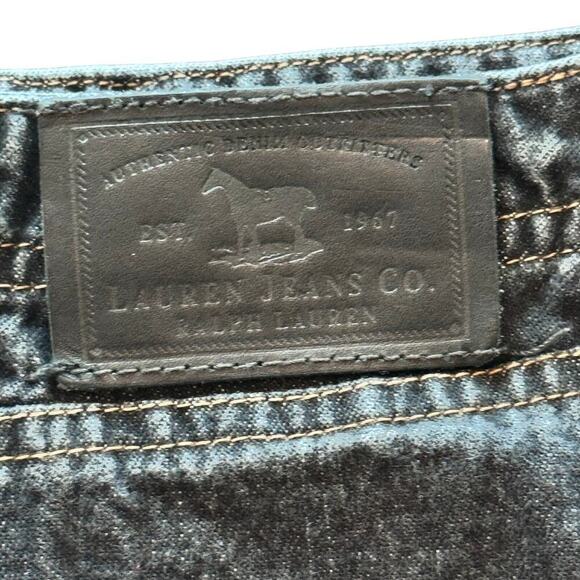 AUTHENTIC DENIM OUTFITTERS
EST. 1967
LAUREN JEANS CO.
RALPH LAUREN